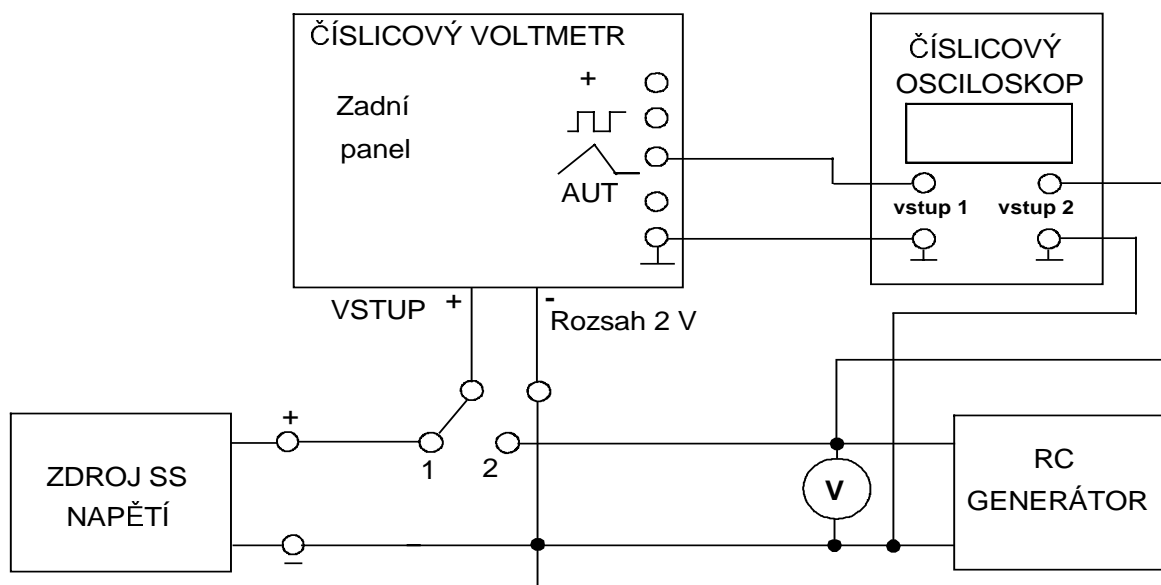 ČÍSLICOVÝ VOLTMETR
Zadní
panel
+
AUT
VSTUP
+
-
Rozsah 2 V
ČÍSLICOVÝ
OSCILOSKOP
vstup 1
vstup 2
ZDROJ SS
NAPĚTÍ
+
–
1
2
V
RC
GENERÁTOR